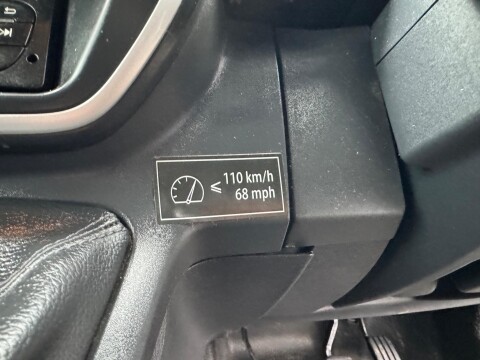 ≤ 110 km/h
68 mph